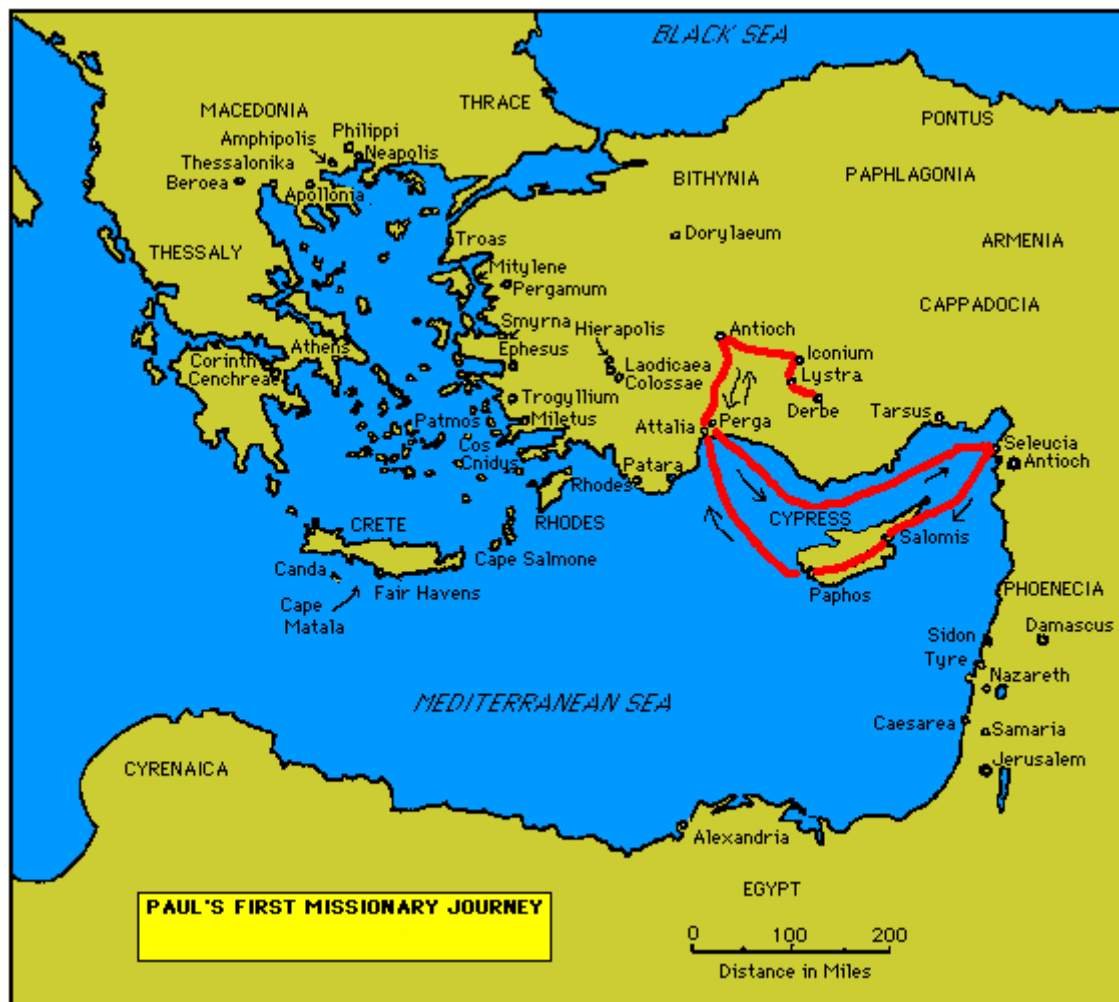 BLACK SEA
THRACE
MACEDONIA
PONTUS
Philippi
Amphipolis
Neapolis
Thessalonika
BITHYNIA
PAPHLAGONIA
Beroea
Apollonia
Dorylaeum
Troas
ARMENIA
THESSALY
Mitylene
Pergamum
CAPPADOCIA
Smyrna
Hierapolis
Antioch
Athens
Ephesus
Iconium
Corinth
Laodicaea
Lystra
Cenchrea
Colossae
Trogyllium
Derbe
Tarsus
Patmos
Miletus
Attalia
Perga
Cos
Seleucia
Cnidus
Patara
Antioch
Rhodes
CYPRESS
CRETE
RHODES
Salomis
Cape Salmone
Canda
Fair Havens
Paphos
PHOENECIA
Cape
Matala
Damascus
Sidon
Tyre
Nazareth
MEDITERRANEAN SEA
Caesarea
Samaria
Jerusalem
CYRENAICA
Alexandria
EGYPT
PAUL'S FIRST MISSIONARY JOURNEY
0 100 200
Distance in Miles